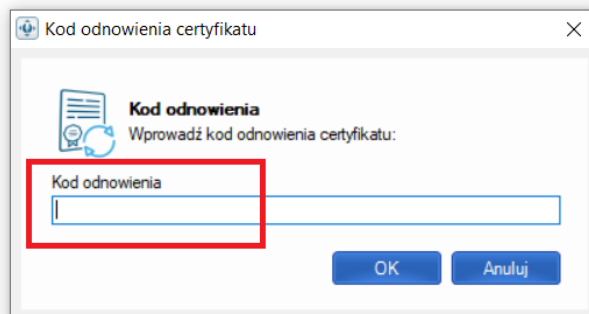 Kod odnowienia certyfikatu
Kod odnowienia
Wprowadź kod odnowienia certyfikatu:
Kod odnowienia
OK
Anuluj